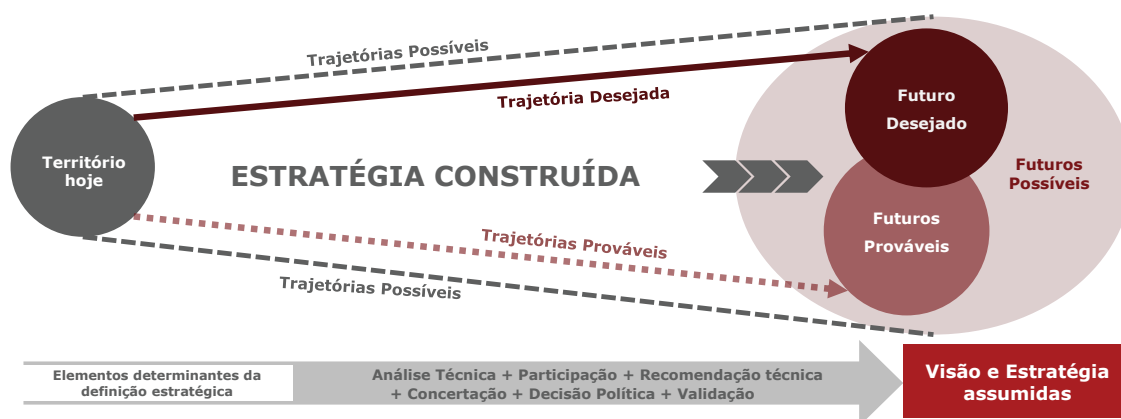 Trajetórias Possíveis
Trajetória Desejada
Futuro
Desejado
Território
hoje
ESTRATÉGIA CONSTRUÍDA
Futuros
Possíveis
Futuros
Prováveis
Trajetórias Prováveis
Trajetórias Possíveis
Elementos determinantes da
definição estratégica
Análise Técnica + Participação + Recomendação técnica
+ Concertação + Decisão Política + Validação
Visão e Estratégia
assumidas